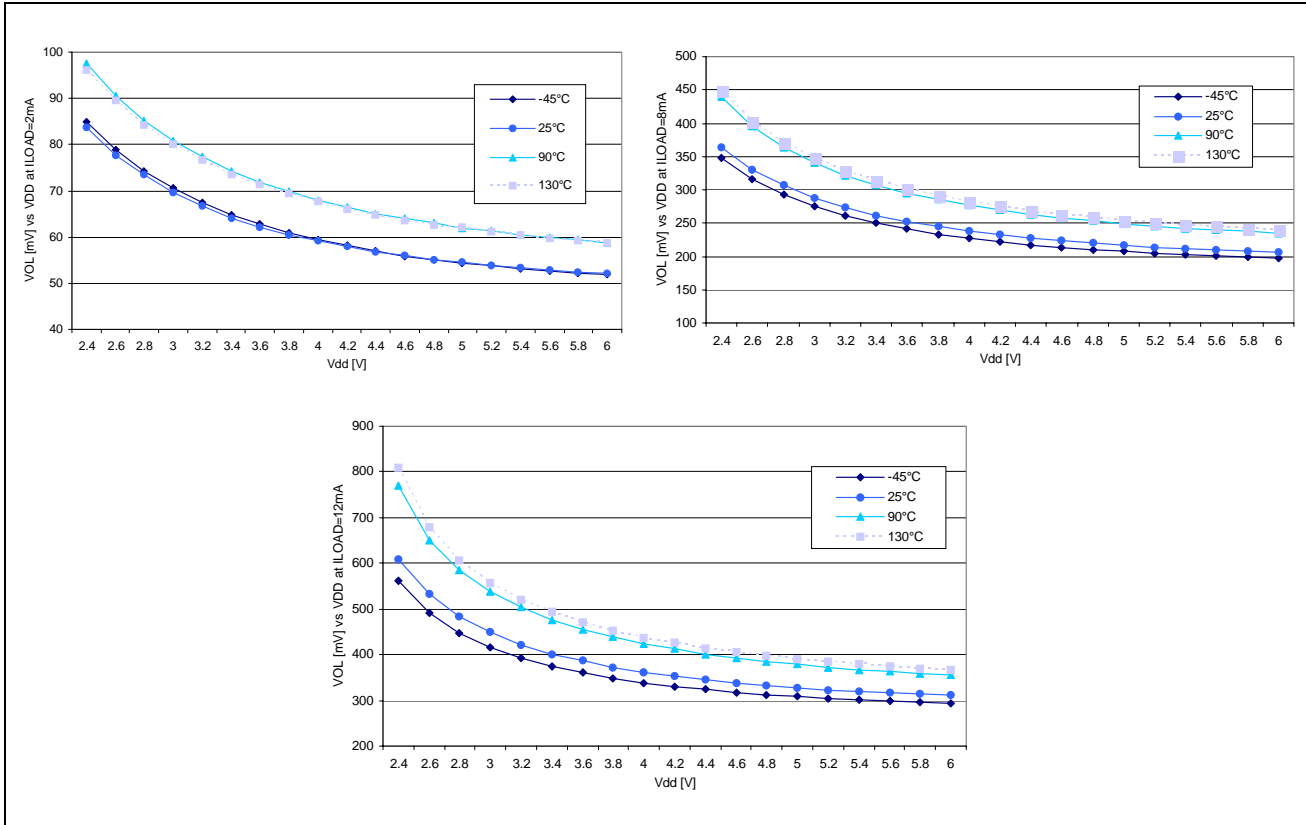 VOL [mV] vs VDD at ILOAD=2mA
100
90
80
70
60
50
40
2.4 2.6 2.8 3 3.2 3.4 3.6 3.8 4 4.2 4.4 4.6 4.8 5 5.2 5.4 5.6 5.8 6
Vdd [V]
-45°C
25°C
90°C
130°C
VOL [mV] vs VDD at ILOAD=8mA
500
450
400
350
300
250
200
150
100
2.4 2.6 2.8 3 3.2 3.4 3.6 3.8 4 4.2 4.4 4.6 4.8 5 5.2 5.4 5.6 5.8 6
Vdd [V]
-45°C
25°C
90°C
130°C
VOL [mV] vs VDD at ILOAD=12mA
900
800
700
600
500
400
300
200
2.4 2.6 2.8 3 3.2 3.4 3.6 3.8 4 4.2 4.4 4.6 4.8 5 5.2 5.4 5.6 5.8 6
Vdd [V]
-45°C
25°C
90°C
130°C